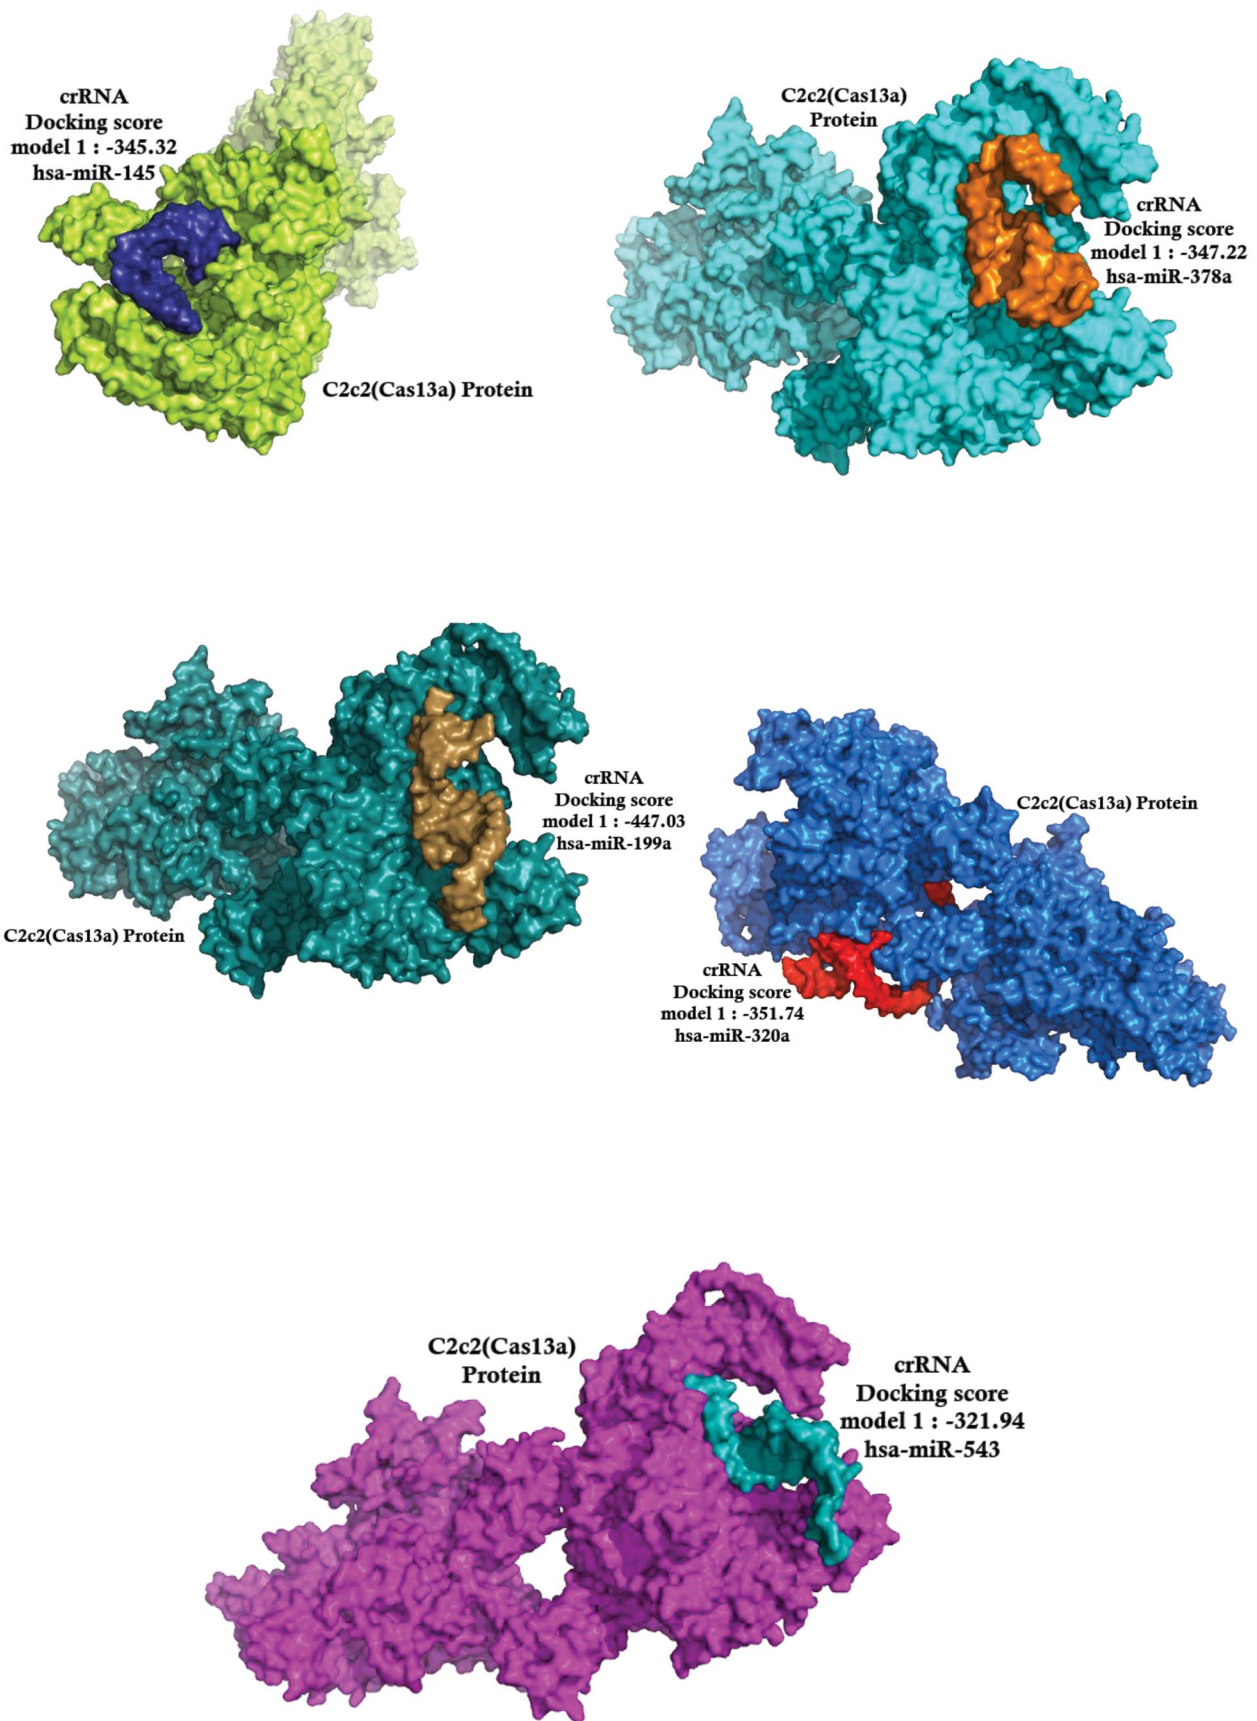 crRNA
Docking score
model 1 : -345.32
hsa-miR-145
C2c2(Cas13a) Protein
C2c2(Cas13a)
Protein
crRNA
Docking score
model 1 : -347.22
hsa-miR-378a
crRNA
Docking score
model 1 : -447.03
hsa-miR-199a
C2c2(Cas13a) Protein
C2c2(Cas13a) Protein
crRNA
Docking score
model 1 : -351.74
hsa-miR-320a
C2c2(Cas13a)
Protein
crRNA
Docking score
model 1 : -321.94
hsa-miR-543